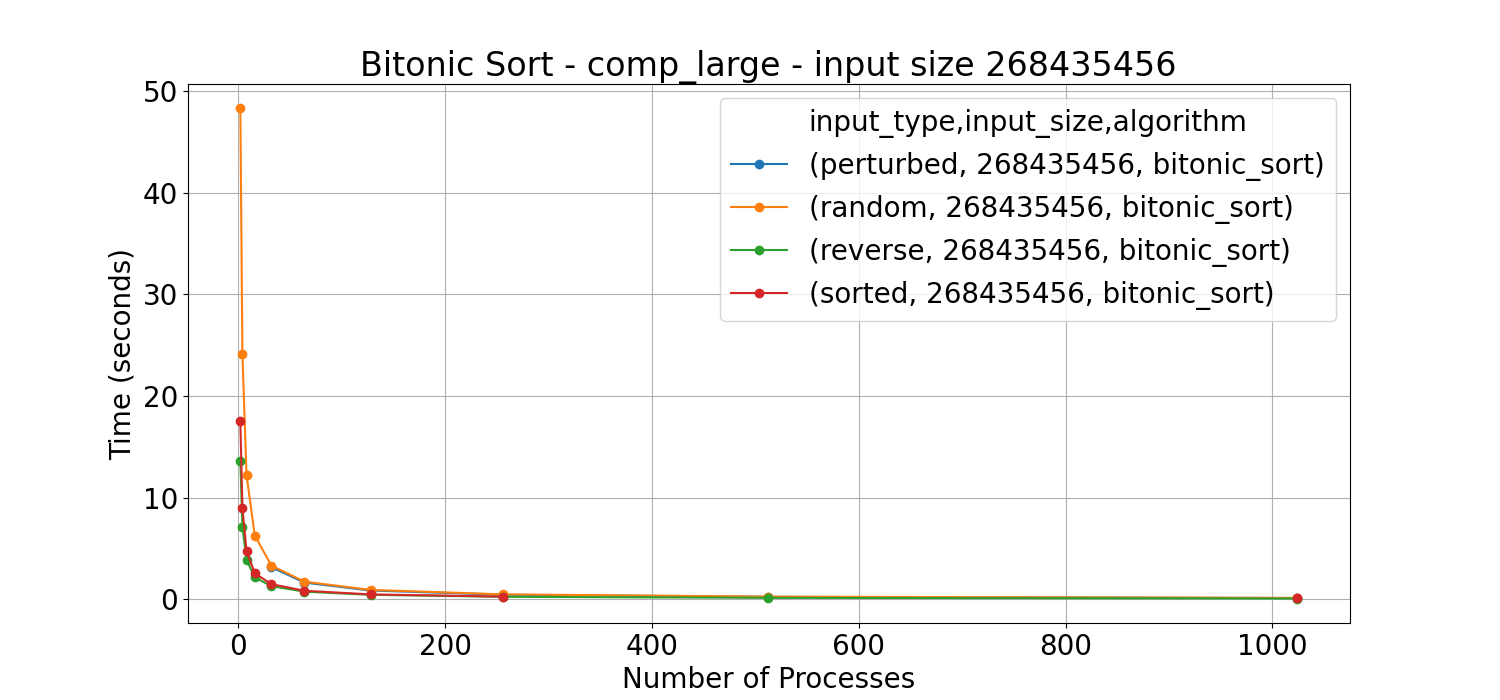 Bitonic Sort - comp_large - input size 268435456
50
40
30
20
10
0
Time (seconds)
input_type,input_size,algorithm
(perturbed, 268435456, bitonic_sort)
(random, 268435456, bitonic_sort)
(reverse, 268435456, bitonic_sort)
(sorted, 268435456, bitonic_sort)
0 200 400 600 800 1000
Number of Processes